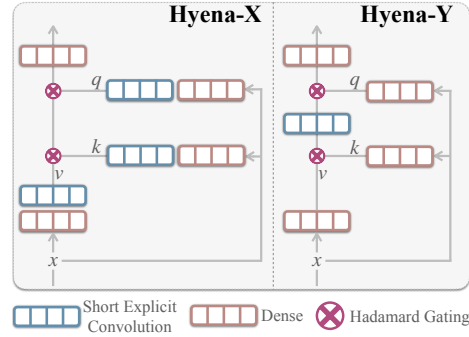 Hyena-X
Hyena-Y
q
k
v
x
q
k
v
x
Short Explicit
Convolution
Dense
Hadamard Gating